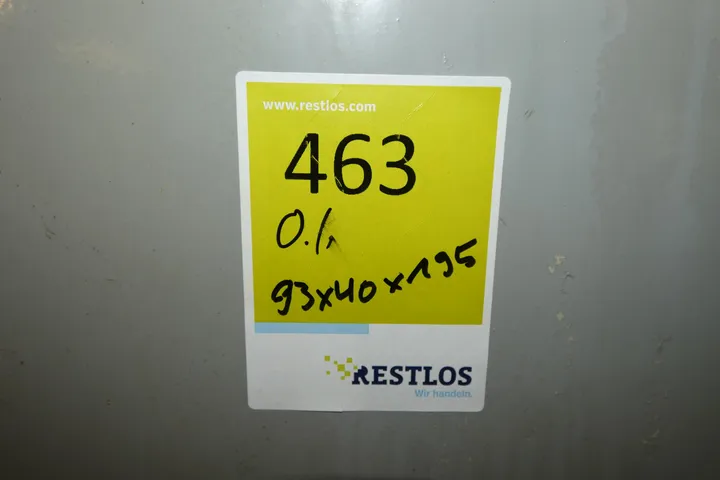 www.restlos.com
463
93x40x195
RESTLOS
Wir handeln.